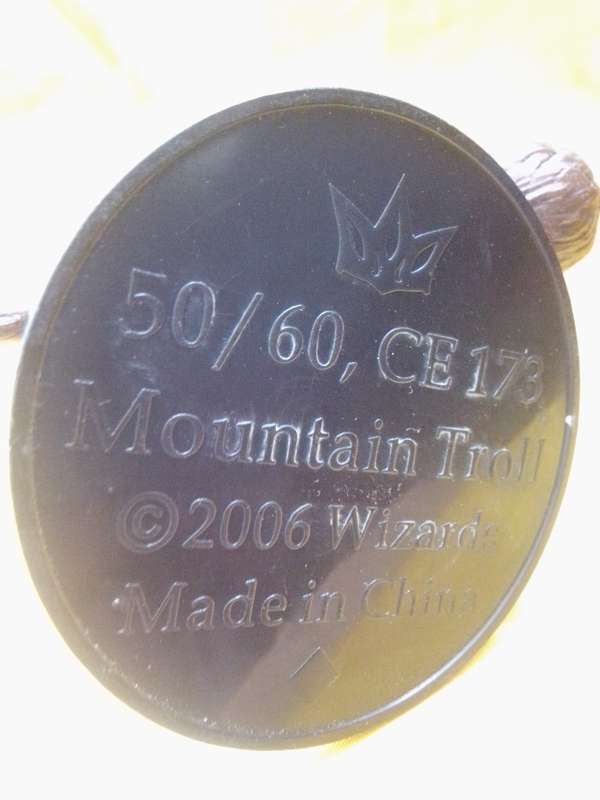 50/60, CE 173
Mountain Troll
©2006 Wizards
Made in China